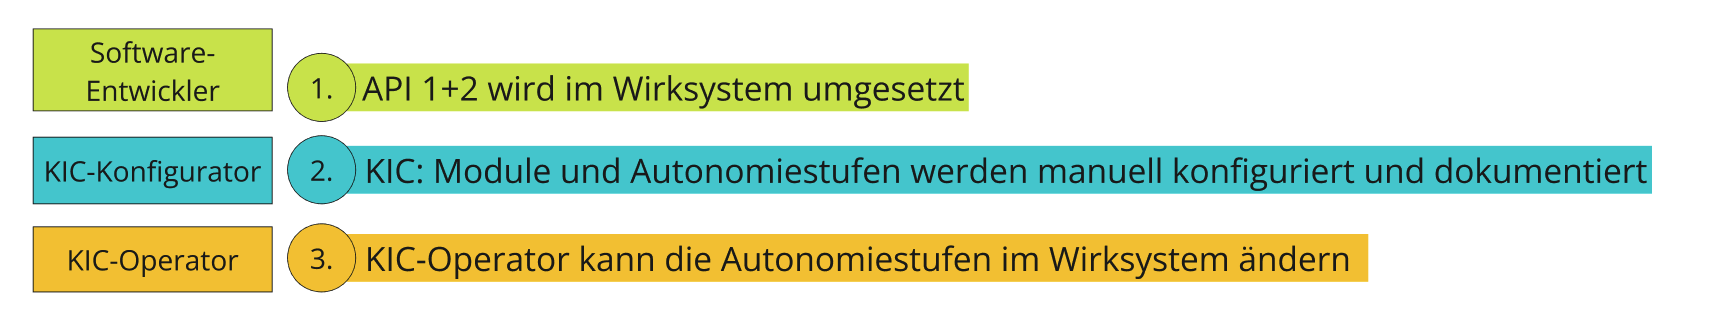 Software-
Entwickler
1. API 1+2 wird im Wirksystem umgesetzt
KIC-Konfigurator
2. KIC: Module und Autonomiestufen werden manuell konfiguriert und dokumentiert
KIC-Operator
3. KIC-Operator kann die Autonomiestufen im Wirksystem ändern